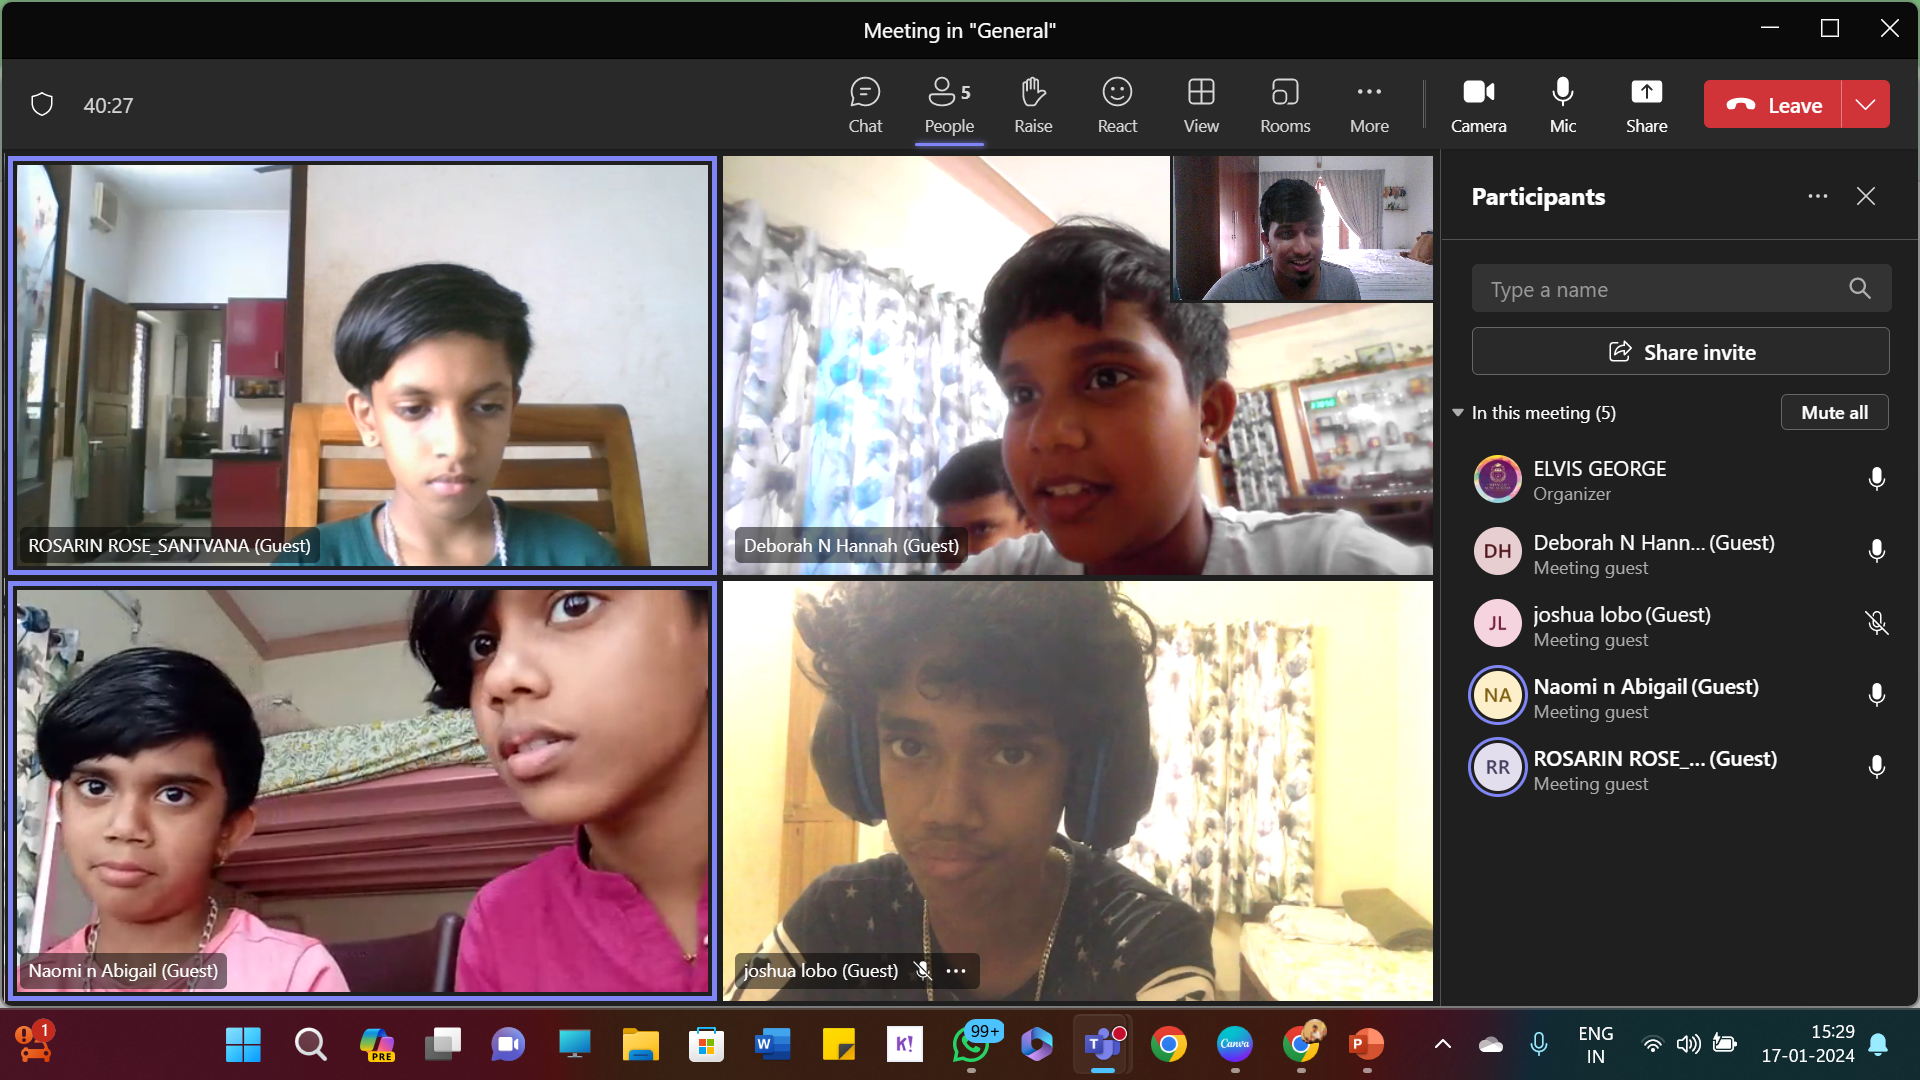 Meeting in "General"
40:27
Chat
People 5
Raise
React
View
Rooms
More
Camera
Mic
Share
Leave
ROSARIN ROSE_SANTVANA (Guest)
Deborah N Hannah (Guest)
Naomi n Abigail (Guest)
joshua lobo (Guest)
Participants
Type a name
Share invite
In this meeting (5)
Mute all
ELVIS GEORGE
Organizer
DH
Deborah N Hann... (Guest)
Meeting guest
JL
joshua lobo (Guest)
Meeting guest
NA
Naomi n Abigail (Guest)
Meeting guest
RR
ROSARIN ROSE_... (Guest)
Meeting guest
1
PRE
W
K!
99+
T
Canva
P
ENG
IN
15:29
17-01-2024